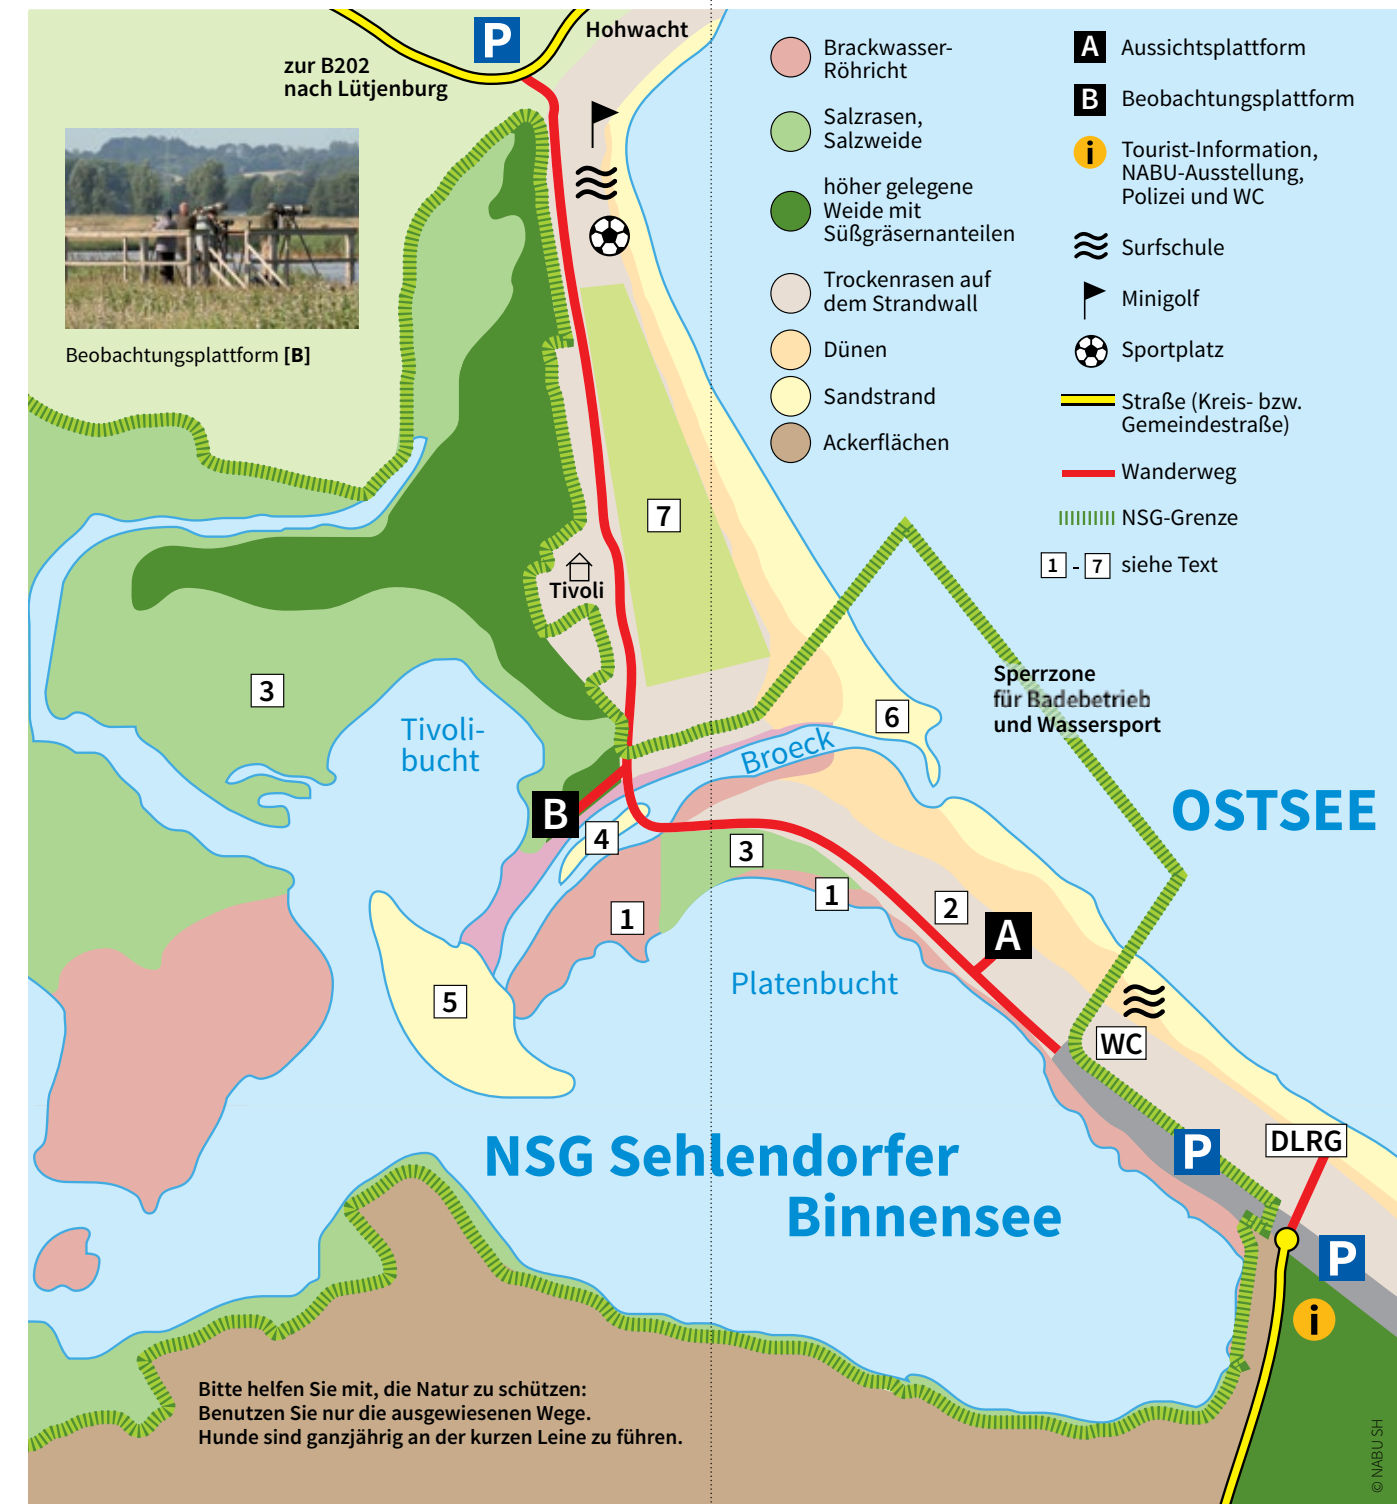 P
Hohwacht
zur B202
nach Lütjenburg
Beobachtungsplattform [B]
Brackwasser-
Röhricht
Salzrasen,
Salzweide
höher gelegene
Weide mit
Süßgräsernanteilen
Trockenrasen auf
dem Strandwall
Dünen
Sandstrand
Ackerflächen
A Aussichtsplattform
B Beobachtungsplattform
i Tourist-Information,
NABU-Ausstellung,
Polizei und WC
Surfschule
Minigolf
Sportplatz
Straße (Kreis- bzw.
Gemeindestraße)
Wanderweg
NSG-Grenze
1 - 7 siehe Text
7
Tivoli
3
Tivoli-
bucht
Sperrzone
für Badebetrieb
und Wassersport
6
Broeck
OSTSEE
B
4
3
1
1
2
A
Platenbucht
5
WC
NSG Sehlendorfer
Binnensee
P
DLRG
P
i
Bitte helfen Sie mit, die Natur zu schützen:
Benutzen Sie nur die ausgewiesenen Wege.
Hunde sind ganzjährig an der kurzen Leine zu führen.
© NABU SH